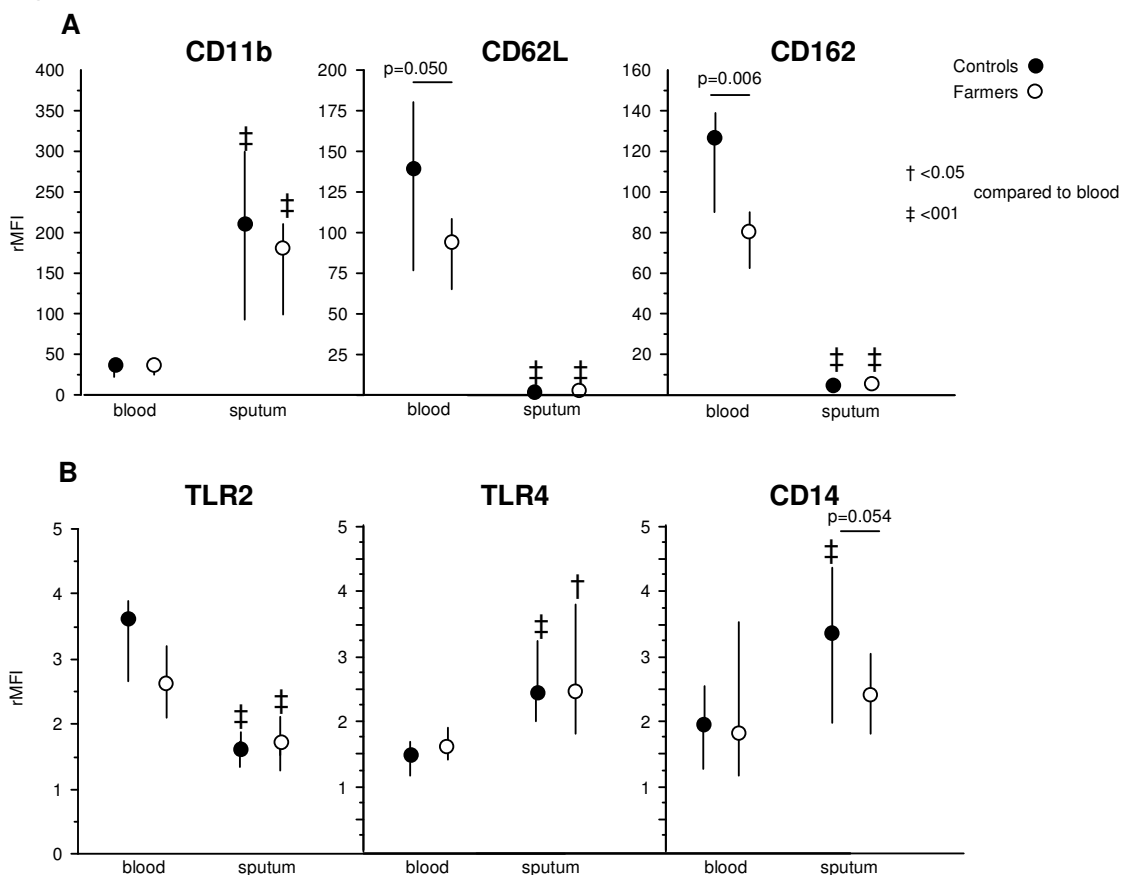 A
CD11b CD62L CD162
400 200 160
p=0.050 p=0.006
Controls
Farmers
350 175 140
300 150 120
250 125 100
200 100 80
150 75 60
100 50 40
50 25 20
0
rMFI
‡ ‡ ‡ ‡ ‡ ‡
† <0.05
compared to blood
‡ <001
blood sputum blood sputum blood sputum
B
TLR2 TLR4 CD14
p=0.054
5 5 5
4 4 4
3 3 3
2 2 2
1 1 1
0
rMFI
‡ ‡ ‡ † ‡
blood sputum blood sputum blood sputum